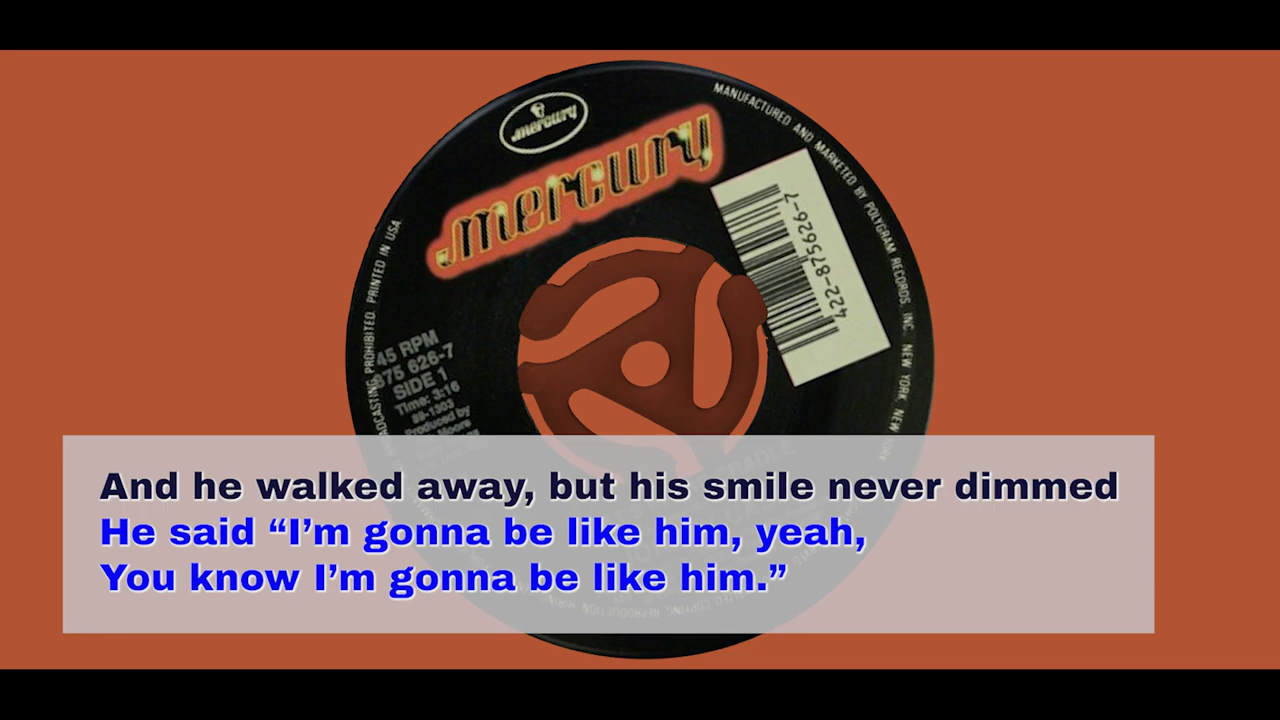 mercury
mercury
MANUFACTURED AND MARKETED BY POLYGRAM RECORDS, INC. NEW YORK, NEW YORK
422-875626-7
BROADCASTING PROHIBITED. PRINTED IN USA.
45 RPM
875 626-7
SIDE 1
Time: 3:16
Produced by
Moore
CRADLE
And he walked away, but his smile never dimmed
He said “I’m gonna be like him, yeah,
You know I’m gonna be like him.”